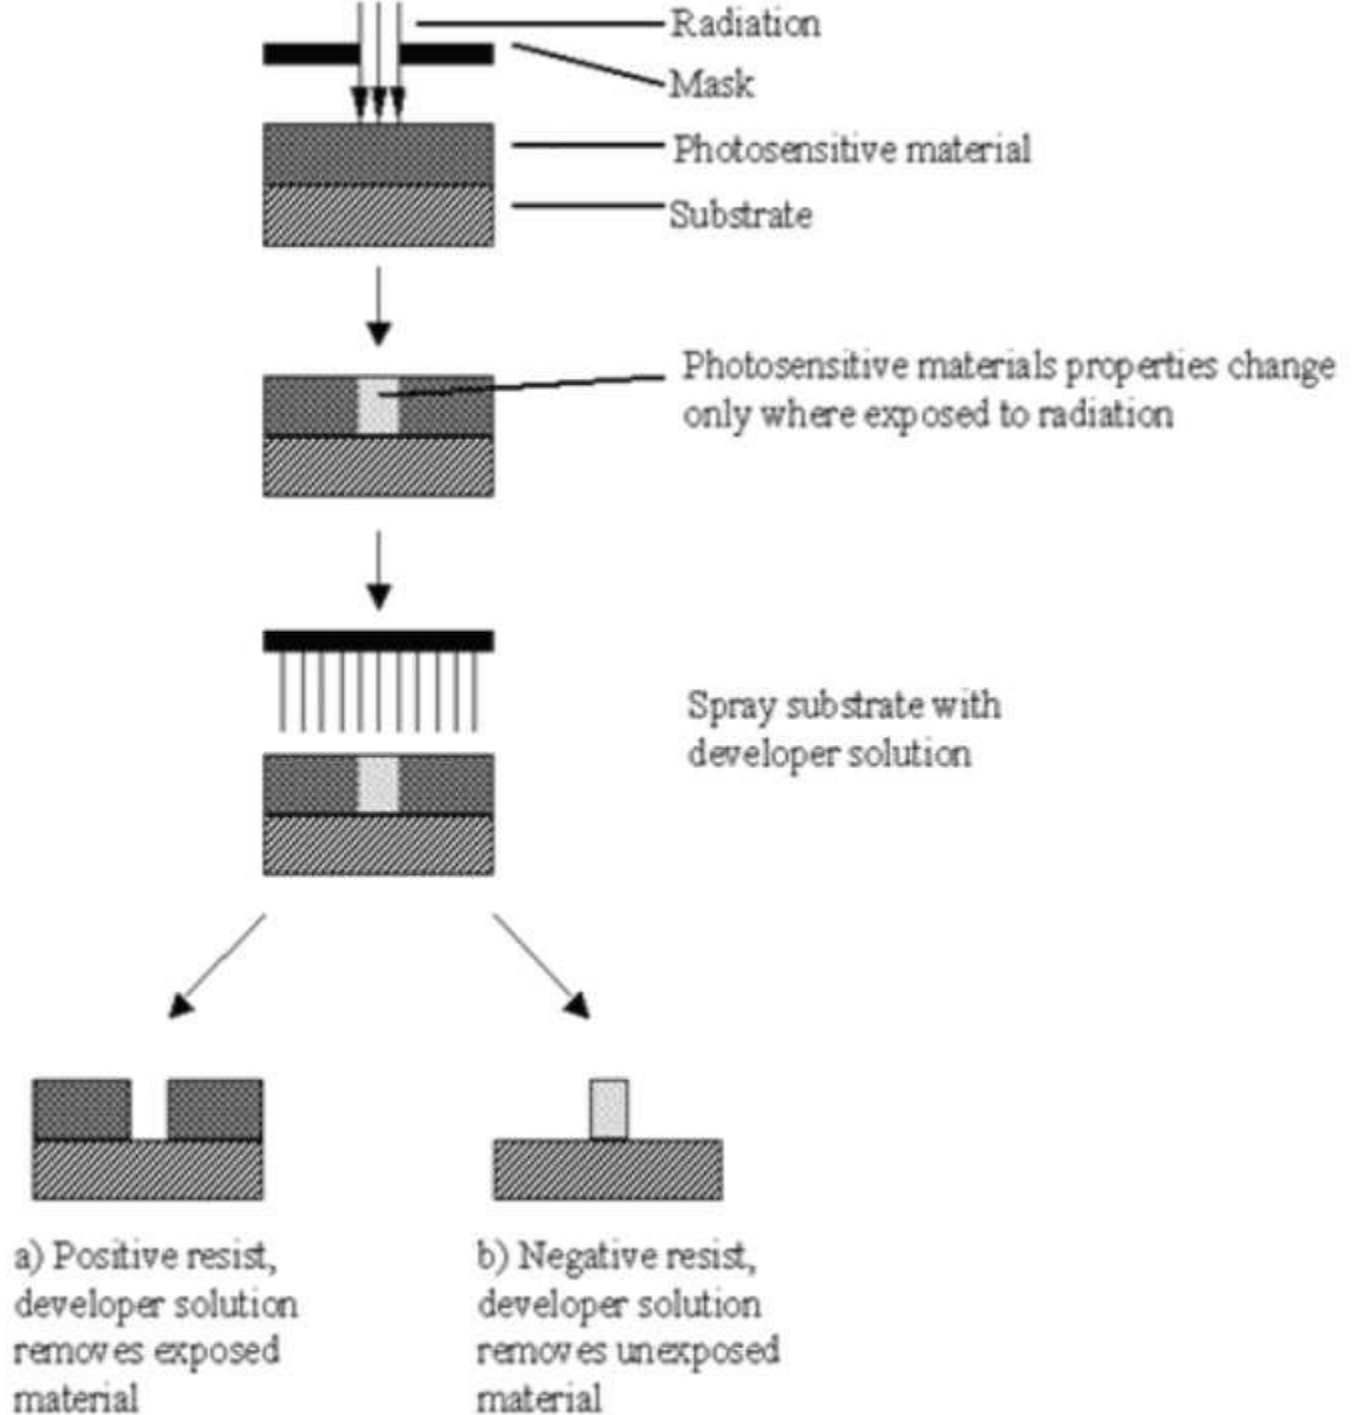 Radiation
Mask
Photosensitive material
Substrate
Photosensitive materials properties change
only where exposed to radiation
Spray substrate with
developer solution
a) Positive resist,
developer solution
removes exposed
material
b) Negative resist,
developer solution
removes unexposed
material